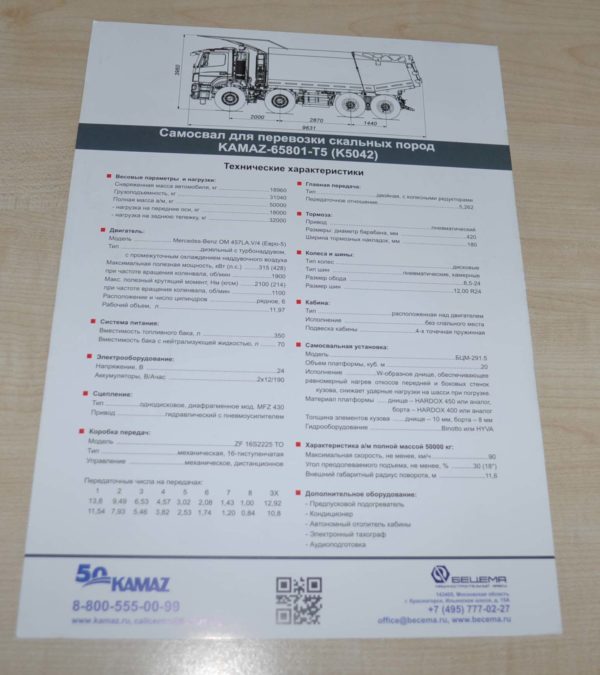 3960
2000
2870
1440
9631
Самосвал для перевозки скальных пород
KAMAZ-65801-T5 (K5042)
Технические характеристики
Весовые параметры и нагрузки:
Снаряженная масса автомобиля, кг 18960
Грузоподъемность, кг 31040
Полная масса а/м, кг 50000
- нагрузка на передние оси, кг 18000
- нагрузка на заднюю тележку, кг 32000
Двигатель:
Модель Mercedes-Benz OM 457LA.V/4 (Евро-5)
Тип дизельный с турбонаддувом,
с промежуточным охлаждением наддувочного воздуха
Максимальная полезная мощность, кВт (л.с.) 315 (428)
при частоте вращения коленвала, об/мин 1900
Макс. полезный крутящий момент, Нм (кгсм) 2100 (214)
при частоте вращения коленвала, об/мин 1100
Расположение и число цилиндров рядное, 6
Рабочий объем, л 11,97
Система питания:
Вместимость топливного бака, л 350
Вместимость бака с нейтрализующей жидкостью, л 70
Электрооборудование:
Напряжение, В 24
Аккумуляторы, В/Ачас 2х12/190
Сцепление:
Тип однодисковое, диафрагменное мод. MFZ 430
Привод гидравлический с пневмоусилителем
Коробка передач:
Модель ZF 16S2225 TO
Тип механическая, 16-ти ступенчатая
Управление механическое, дистанционное
Передаточные числа на передачах:
1 2 3 4 5 6 7 8 ЗХ
13,8 9,49 6,53 4,57 3,02 2,08 1,43 1,00 12,92
11,54 7,93 5,46 3,82 2,53 1,74 1,20 0,84 10,8
Главная передача:
Тип двойная, с колесными редукторами
Передаточное отношение 5,262
Тормоза:
Привод пневматический
Размеры: диаметр барабана, мм 420
Ширина тормозных накладок, мм 180
Колеса и шины:
Тип колес дисковые
Тип шин пневматические, камерные
Размер обода 8,5-24
Размер шин 12,00 R24
Кабина:
Тип расположенная над двигателем
Исполнение без спального места
Подвеска кабины 4-х точечная пружинная
Самосвальная установка:
Модель БЦМ-291.5
Объем платформы, куб. м 20
Исполнение W-образное днище, обеспечивающее
равномерный нагрев откосов передней и боковых стенок
кузова, снижает ударные нагрузки на шасси при погрузке.
Материал платформы днище – HARDOX 450 или аналог,
борта – HARDOX 400 или аналог
Толщина элементов кузова днище – 10 мм, борта – 8 мм
Гидрооборудование Binotto или HYVA
Характеристика а/м полной массой 50000 кг:
Максимальная скорость, не менее, км/ч 90
Угол преодолеваемого подъема, не менее, % 30 (18°)
Внешний габаритный радиус поворота, м 11,6
Дополнительное оборудование:
- Предпусковой подогреватель
- Кондиционер
- Автономный отопитель кабины
- Электронный тахограф
- Аудиоподготовка
50 KAMAZ
8-800-555-00-99
www.kamaz.ru,
БЕЦЕМА
МАШИНОСТРОИТЕЛЬНЫЙ ЗАВОД
143405, Московская область,
г. Красногорск, Ильинское шоссе, д. 15А
+7 (495) 777-02-27
office@becema.ru, www.becema.ru